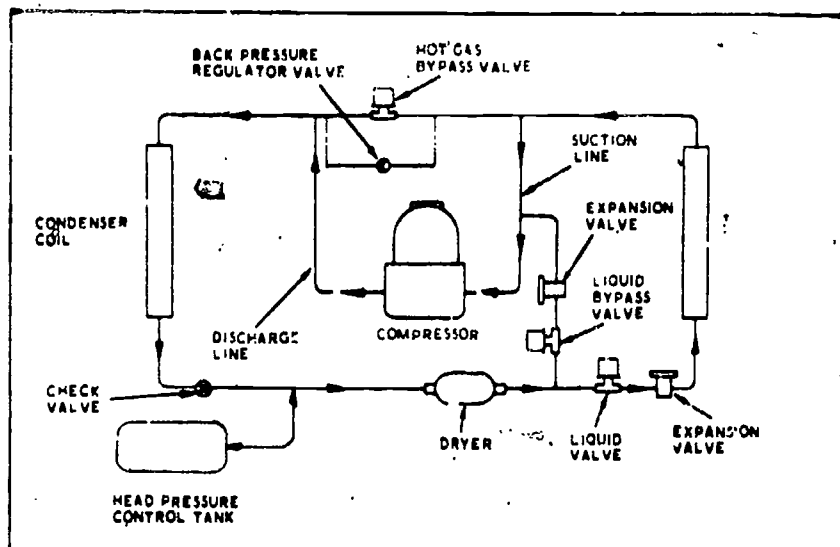 BACK PRESSURE
REGULATOR VALVE
HOT GAS
BYPASS VALVE
SUCTION
LINE
EXPANSION
VALVE
CONDENSER
COIL
LIQUID
BYPASS
VALVE
COMPRESSOR
DISCHARGE
LINE
CHECK
VALVE
DRYER
LIQUID
VALVE
EXPANSION
VALVE
HEAD PRESSURE
CONTROL TANK